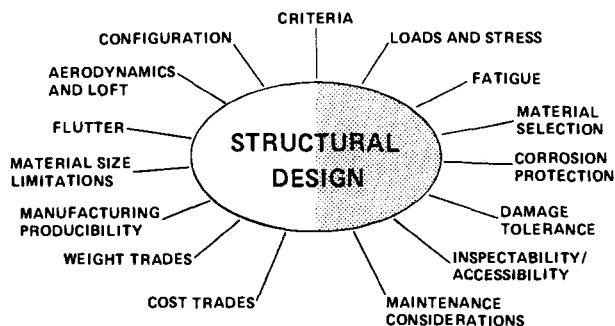 CRITERIA
CONFIGURATION
LOADS AND STRESS
AERODYNAMICS
AND LOFT
FATIGUE
FLUTTER
MATERIAL
SELECTION
STRUCTURAL
DESIGN
MATERIAL SIZE
LIMITATIONS
CORROSION
PROTECTION
MANUFACTURING
PRODUCIBILITY
DAMAGE
TOLERANCE
WEIGHT TRADES
INSPECTABILITY/
ACCESSIBILITY
COST TRADES
MAINTENANCE
CONSIDERATIONS